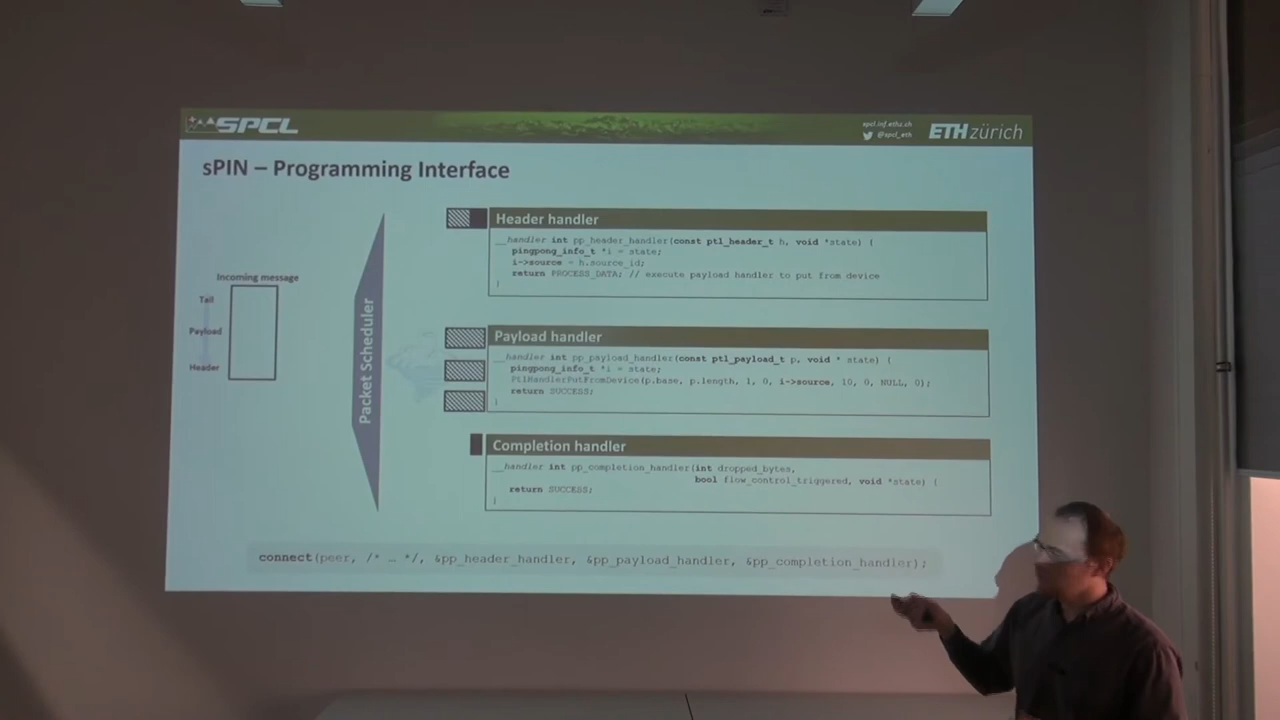 SPCL
spcl.inf.ethz.ch
@spcl_eth
ETH zürich
sPIN – Programming Interface
Incoming message
Tail
Payload
Header
Packet Scheduler
Header handler
__handler int pp_header_handler(const ptl_header_t h, void *state) {
pingpong_info_t *i = state;
i->source = h.source_id;
return PROCESS_DATA; // execute payload handler to put from device
}
Payload handler
__handler int pp_payload_handler(const ptl_payload_t p, void * state) {
pingpong_info_t *i = state;
PtlHandlerPutFromDevice(p.base, p.length, 1, 0, i->source, 10, 0, NULL, 0);
return SUCCESS;
}
Completion handler
__handler int pp_completion_handler(int dropped_bytes,
bool flow_control_triggered, void *state) {
return SUCCESS;
}
connect(peer, /* … */, &pp_header_handler, &pp_payload_handler, &pp_completion_handler);